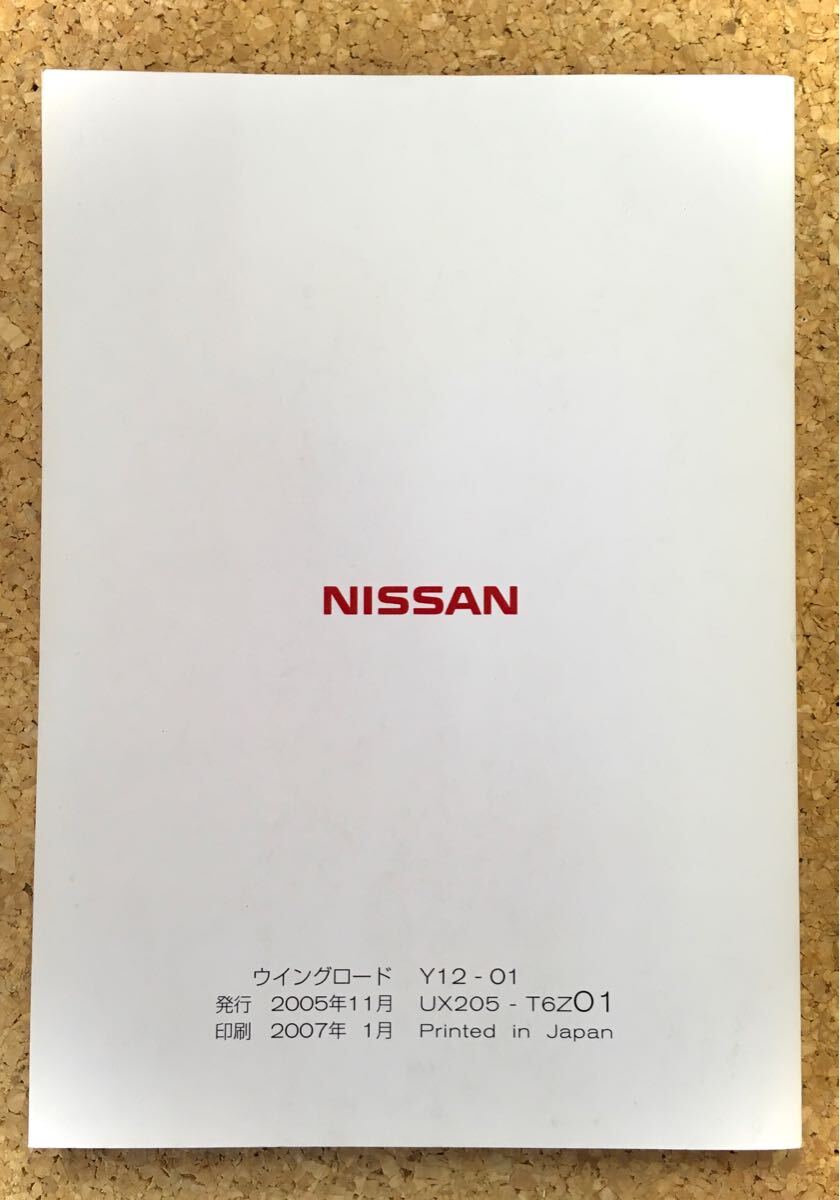 NISSAN
ウイングロード Y12 - 01
発行 2005年11月 UX205 - T6Z01
印刷 2007年 1月 Printed in Japan